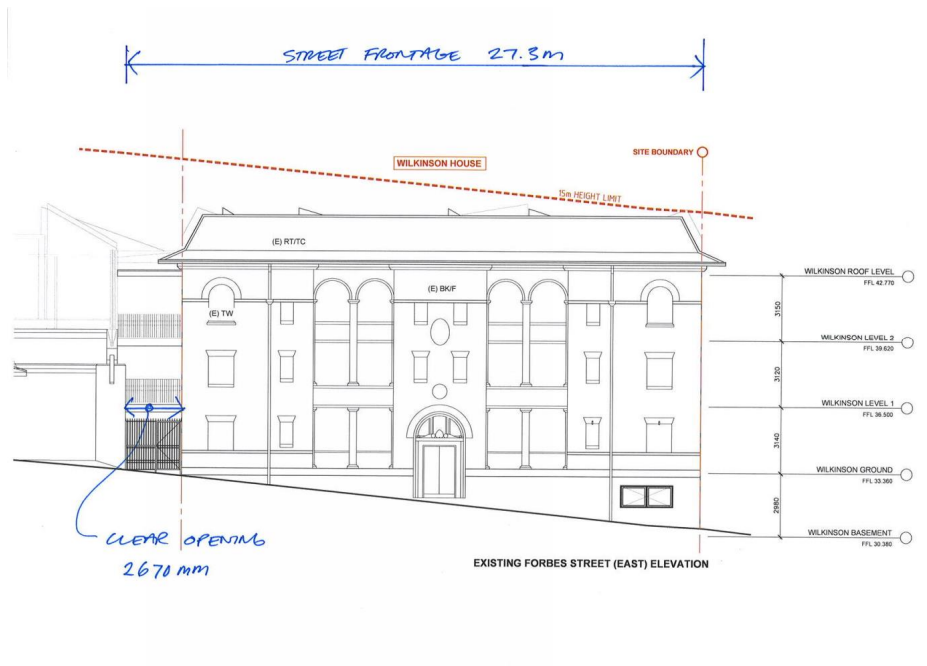 STREET FRONTAGE 27.3m
SITE BOUNDARY
WILKINSON HOUSE
15m HEIGHT LIMIT
(E) RT/TC
WILKINSON ROOF LEVEL
FFL 42.770
(E) BK/F
(E) TW
3150
WILKINSON LEVEL 2
FFL 39.620
3120
WILKINSON LEVEL 1
FFL 36.500
3140
WILKINSON GROUND
FFL 33.360
2980
WILKINSON BASEMENT
FFL 30.380
CLEAR OPENING
2670 mm
EXISTING FORBES STREET (EAST) ELEVATION